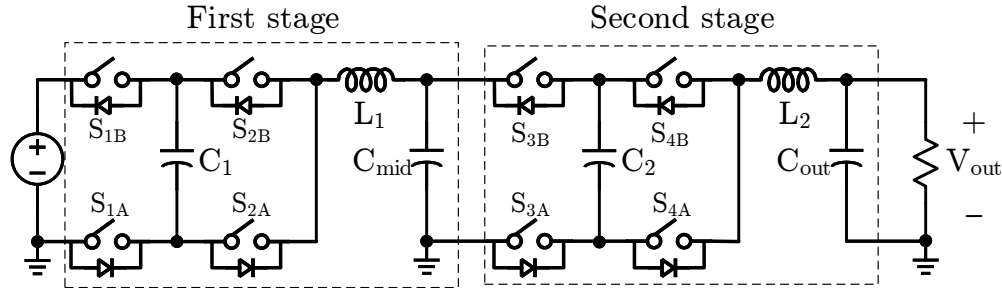 First stage
Second stage
S1B
S2B
L1
S3B
S4B
L2
+
C1
Cmid
C2
Cout
Vout
S1A
S2A
S3A
S4A
−